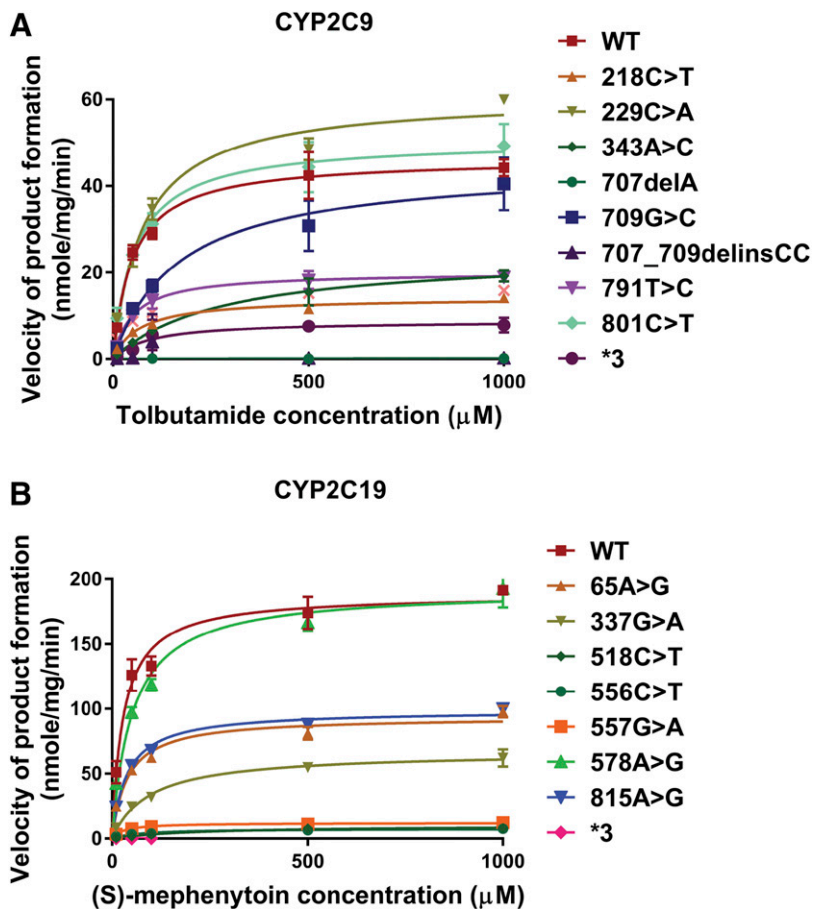 A
CYP2C9
Velocity of product formation
(nmole/mg/min)
60
40
20
0
0
500
1000
Tolbutamide concentration (μM)
WT
218C>T
229C>A
343A>C
707delA
709G>C
707_709delinsCC
791T>C
801C>T
*3
B
CYP2C19
Velocity of product formation
(nmole/mg/min)
200
150
100
50
0
0
500
1000
(S)-mephenytoin concentration (μM)
WT
65A>G
337G>A
518C>T
556C>T
557G>A
578A>G
815A>G
*3